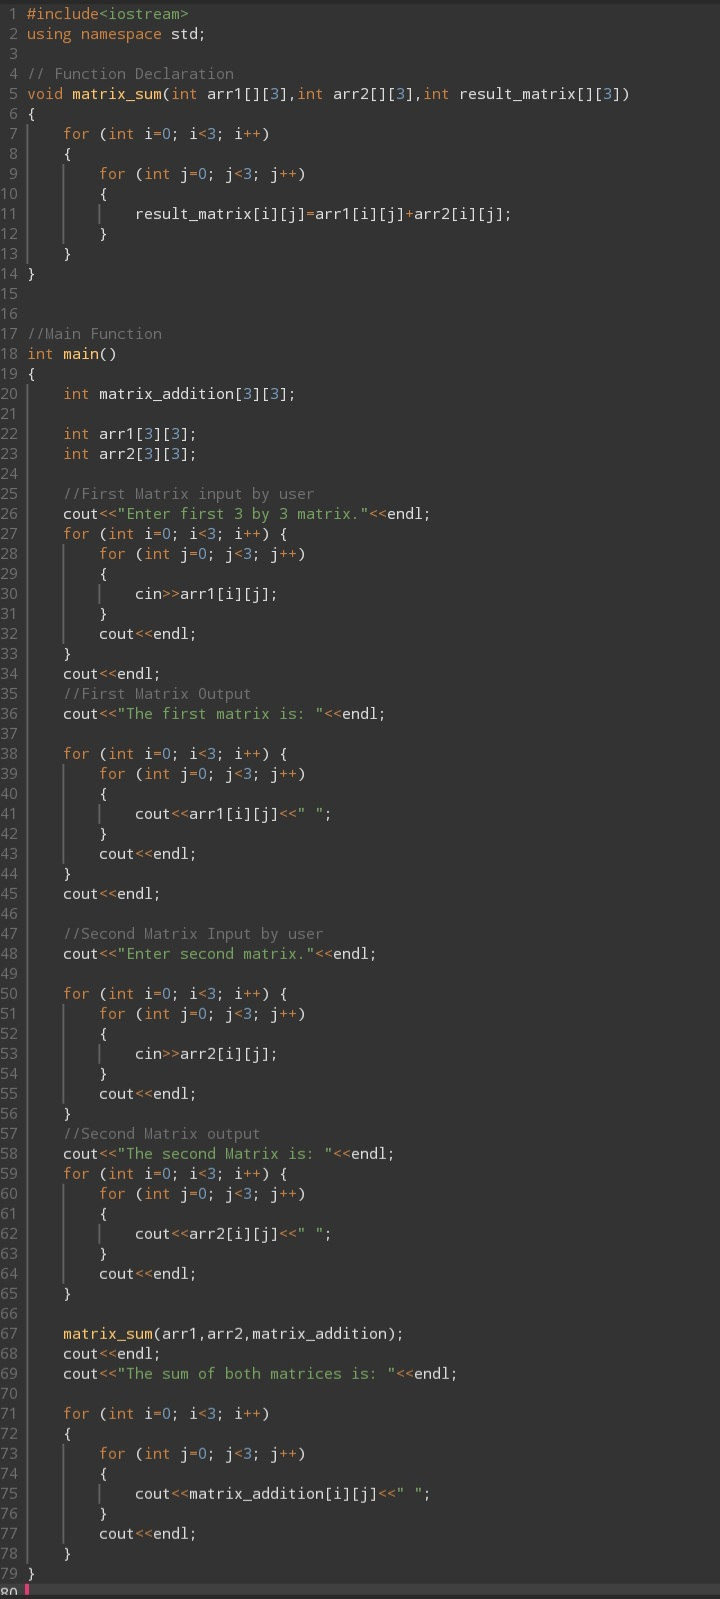 1 #include<iostream>
2 using namespace std;
3
4 // Function Declaration
5 void matrix_sum(int arr1[][3],int arr2[][3],int result_matrix[][3])
6 {
7     for (int i=0; i<3; i++)
8     {
9         for (int j=0; j<3; j++)
10         {
11             result_matrix[i][j]=arr1[i][j]+arr2[i][j];
12         }
13     }
14 }
15
16
17 //Main Function
18 int main()
19 {
20     int matrix_addition[3][3];
21
22     int arr1[3][3];
23     int arr2[3][3];
24
25     //First Matrix input by user
26     cout<<"Enter first 3 by 3 matrix."<<endl;
27     for (int i=0; i<3; i++) {
28         for (int j=0; j<3; j++)
29         {
30             cin>>arr1[i][j];
31         }
32         cout<<endl;
33     }
34     cout<<endl;
35     //First Matrix Output
36     cout<<"The first matrix is: "<<endl;
37
38     for (int i=0; i<3; i++) {
39         for (int j=0; j<3; j++)
40         {
41             cout<<arr1[i][j]<<" ";
42         }
43         cout<<endl;
44     }
45     cout<<endl;
46
47     //Second Matrix Input by user
48     cout<<"Enter second matrix."<<endl;
49
50     for (int i=0; i<3; i++) {
51         for (int j=0; j<3; j++)
52         {
53             cin>>arr2[i][j];
54         }
55         cout<<endl;
56     }
57     //Second Matrix output
58     cout<<"The second Matrix is: "<<endl;
59     for (int i=0; i<3; i++) {
60         for (int j=0; j<3; j++)
61         {
62             cout<<arr2[i][j]<<" ";
63         }
64         cout<<endl;
65     }
66
67     matrix_sum(arr1,arr2,matrix_addition);
68     cout<<endl;
69     cout<<"The sum of both matrices is: "<<endl;
70
71     for (int i=0; i<3; i++)
72     {
73         for (int j=0; j<3; j++)
74         {
75             cout<<matrix_addition[i][j]<<" ";
76         }
77         cout<<endl;
78     }
79 }
80